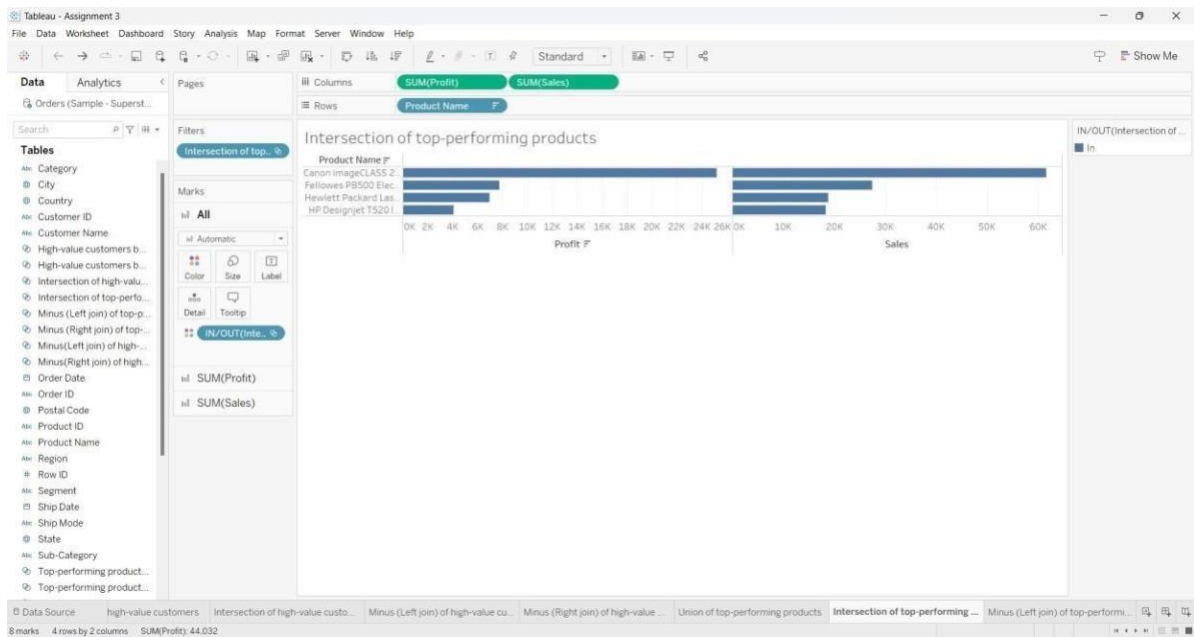 Tableau - Assignment 3
File Data Worksheet Dashboard Story Analysis Map Format Server Window Help
Standard
Show Me
Data Analytics
Orders (Sample - Superst...
Search
Tables
Abc Category
City
Country
Abc Customer ID
Abc Customer Name
High-value customers b...
High-value customers b...
Intersection of high-valu...
Intersection of top-perfo...
Minus (Left join) of top-p...
Minus (Right join) of top-...
Minus(Left join) of high-...
Minus(Right join) of high...
Order Date
Abc Order ID
Postal Code
Abc Product ID
Abc Product Name
Abc Region
# Row ID
Abc Segment
Ship Date
Abc Ship Mode
State
Abc Sub-Category
Top-performing product...
Top-performing product...
Pages
Filters
Intersection of top..
Marks
All
Automatic
Color Size Label
Detail Tooltip
IN/OUT(Inte..
SUM(Profit)
SUM(Sales)
Columns SUM(Profit) SUM(Sales)
Rows Product Name
Intersection of top-performing products
Product Name
Canon imageCLASS 2..
Fellowes PB500 Elec..
Hewlett Packard Las..
HP Designjet T520 I..
0K 2K 4K 6K 8K 10K 12K 14K 16K 18K 20K 22K 24K 26K 0K 10K 20K 30K 40K 50K 60K
Profit Sales
IN/OUT(Intersection of ...
In
Data Source high-value customers Intersection of high-value custo... Minus (Left join) of high-value cu... Minus (Right join) of high-value ... Union of top-performing products Intersection of top-performing ... Minus (Left join) of top-performi...
8 marks 4 rows by 2 columns SUM(Profit): 44,032